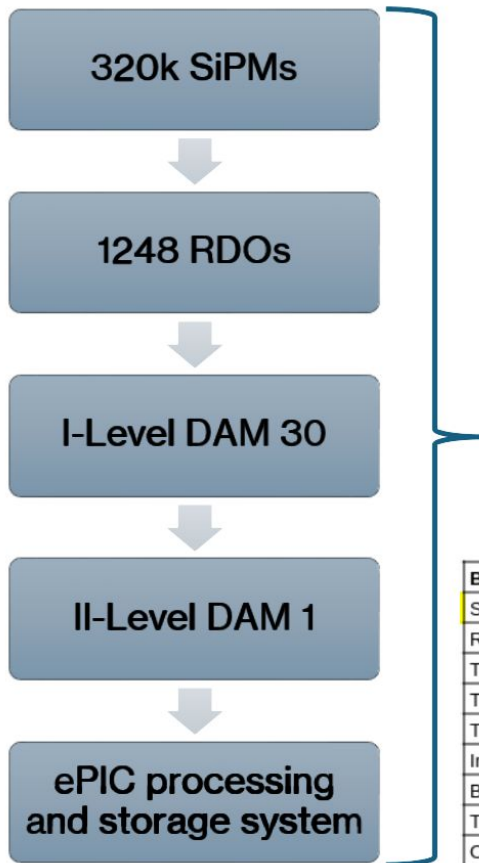 320k SiPMs
1248 RDOs
I-Level DAM 30
II-Level DAM 1
ePIC processing
and storage system